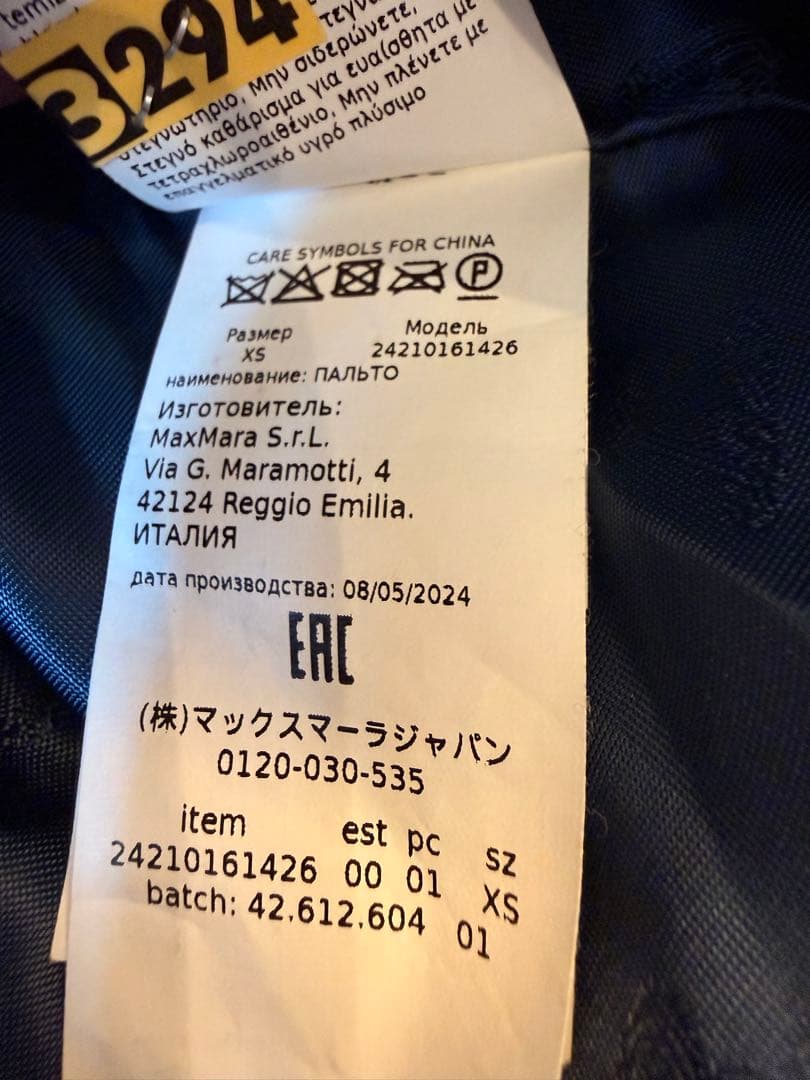 3294
στεγνωτήριο, Μην σιδερώνετε,
Στεγνό καθάρισμα για ευαίσθητα με
τετραχλωροαιθένιο, Μην πλένετε με
επαγγελματικό υγρό πλύσιμο
CARE SYMBOLS FOR CHINA
P
Размер Модель
XS 24210161426
наименование: ПАЛЬТО
Изготовитель:
MaxMara S.r.L.
Via G. Maramotti, 4
42124 Reggio Emilia.
ИТАЛИЯ
дата производства: 08/05/2024
EAC
(株)マックスマーラジャパン
0120-030-535
item est pc sz
24210161426 00 01 XS
batch: 42.612.604 01